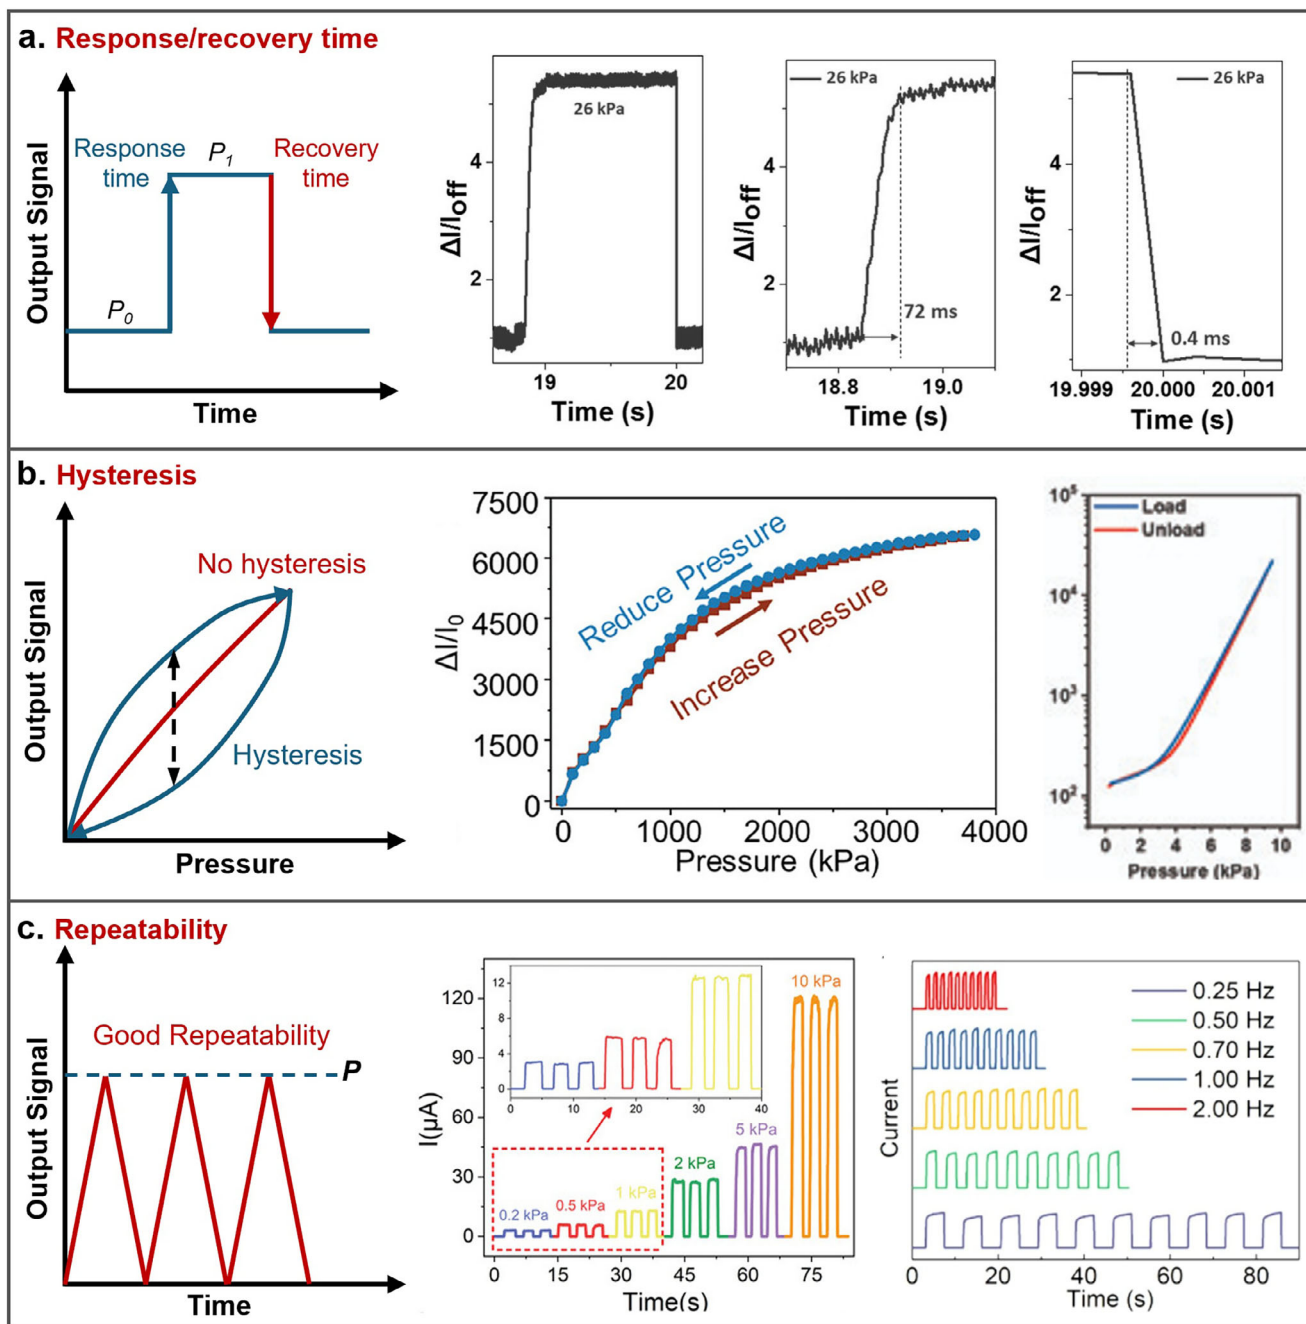 a. Response/recovery time
Output Signal
Response time
P1
Recovery time
P0
Time
ΔI/Ioff
4
2
26 kPa
19 20
Time (s)
ΔI/Ioff
6
4
2
26 kPa
72 ms
18.8 19.0
Time (s)
ΔI/Ioff
4
2
26 kPa
0.4 ms
19.999 20.000 20.001
Time (s)
b. Hysteresis
Output Signal
No hysteresis
Hysteresis
Pressure
ΔI/I0
7500
6000
4500
3000
1500
0
Reduce Pressure
Increase Pressure
0 1000 2000 3000 4000
Pressure (kPa)
10^5
10^4
10^3
10^2
Load
Unload
0 2 4 6 8 10
Pressure (kPa)
c. Repeatability
Output Signal
Good Repeatability
P
Time
I(μA)
120
90
60
30
0
12
8
4
0
0 10 20 30 40
0.2 kPa
0.5 kPa
1 kPa
2 kPa
5 kPa
10 kPa
0 15 30 45 60 75
Time(s)
Current
0.25 Hz
0.50 Hz
0.70 Hz
1.00 Hz
2.00 Hz
0 20 40 60 80
Time (s)